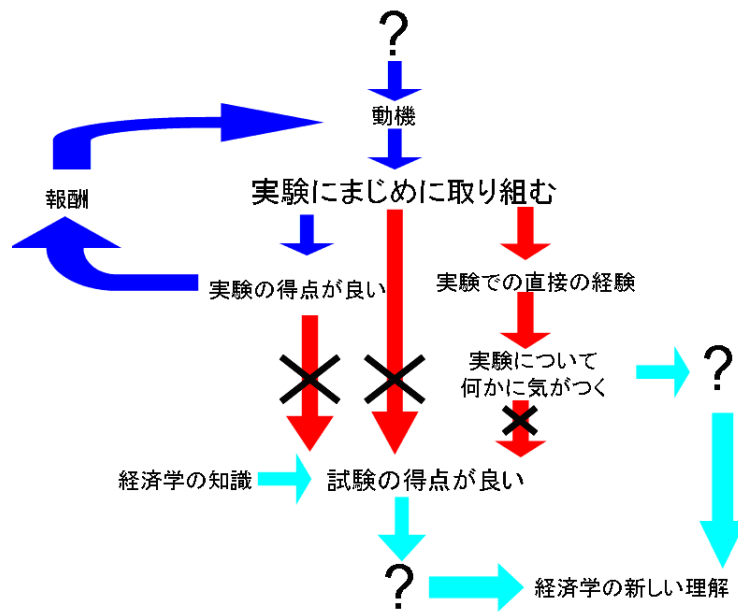 ?
動機
実験にまじめに取り組む
報酬
実験の得点が良い
実験での直接の経験
実験について
何かに気がつく
?
経済学の知識
試験の得点が良い
?
経済学の新しい理解